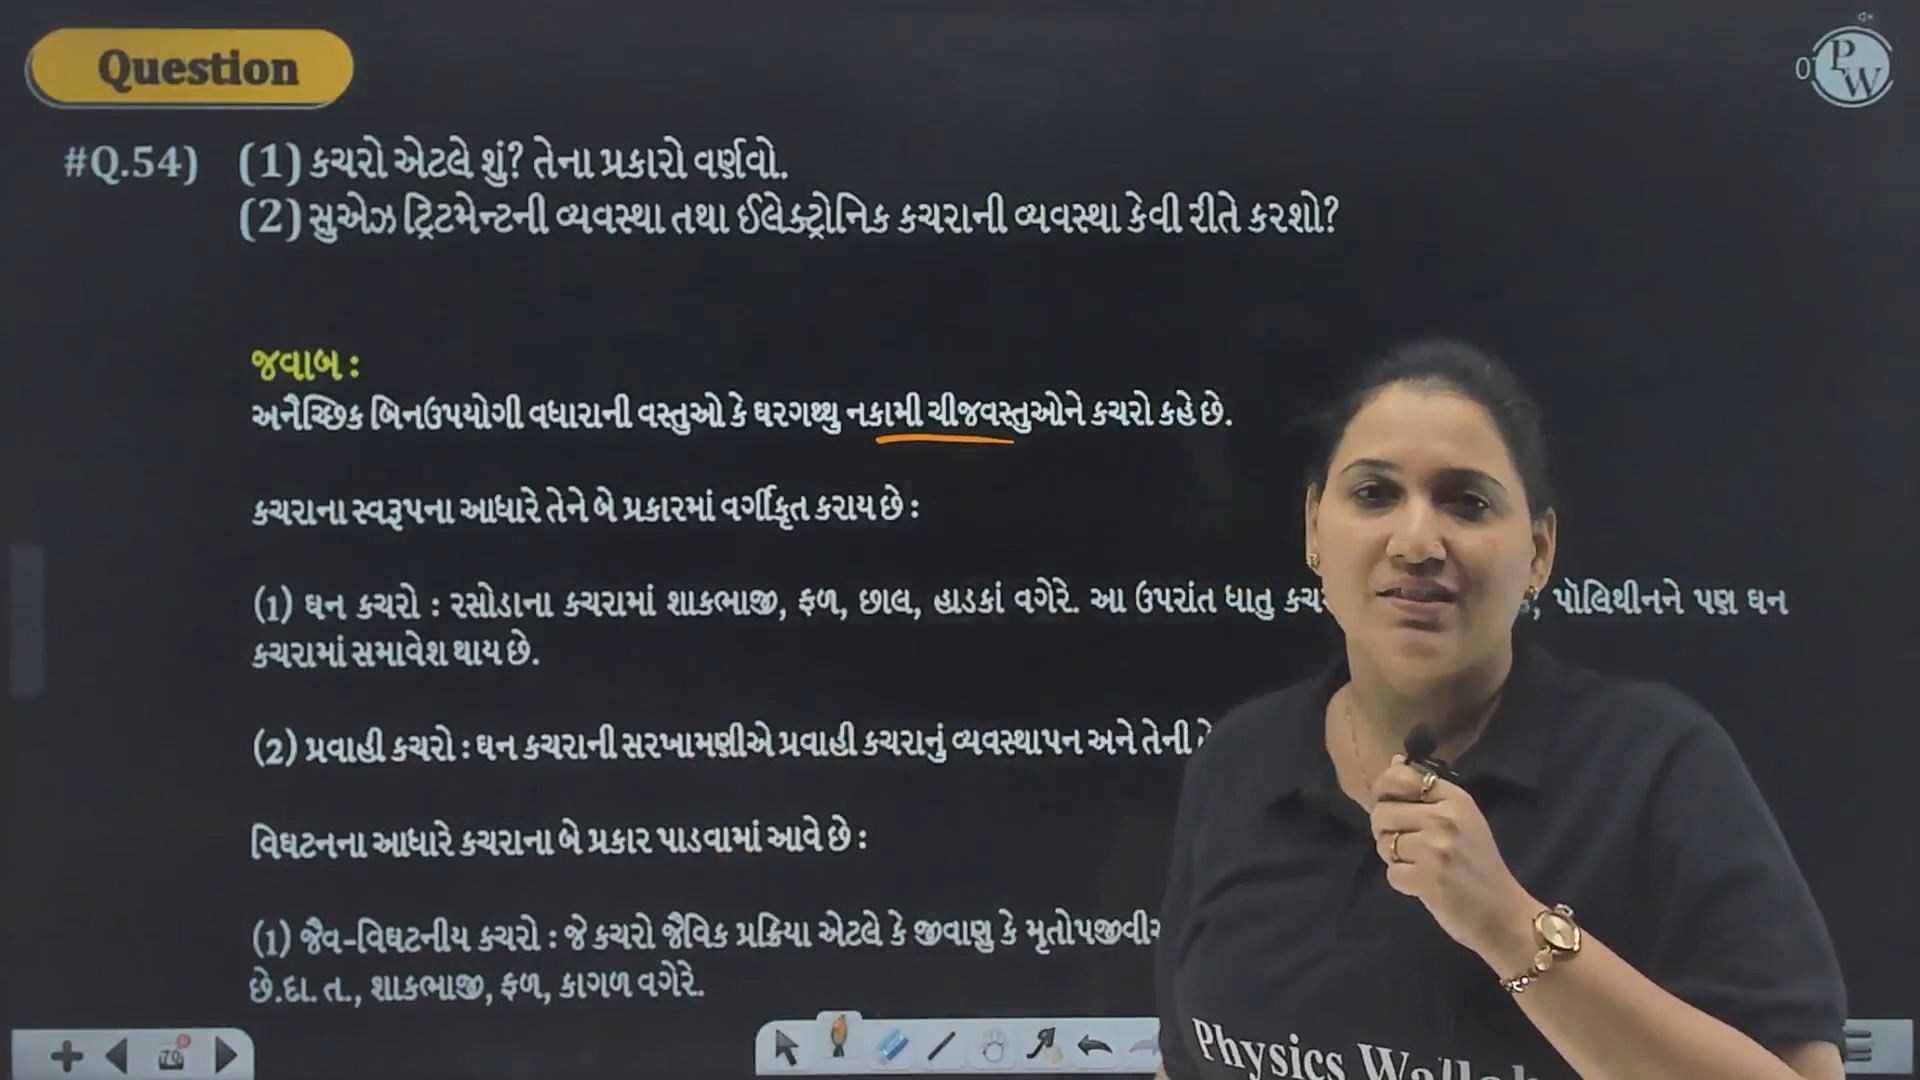 Question
#Q.54) (1) કચરો એટલે શું? તેના પ્રકારો વર્ણવો.
(2) સુએઝ ટ્રિટમેન્ટની વ્યવસ્થા તથા ઈલેક્ટ્રોનિક કચરાની વ્યવસ્થા કેવી રીતે કરશો?
જવાબ :
અનૈચ્છિક બિનઉપયોગી વધારાની વસ્તુઓ કે ઘરગથ્થુ નકામી ચીજવસ્તુઓને કચરો કહે છે.
કચરાના સ્વરૂપના આધારે તેને બે પ્રકારમાં વર્ગીકૃત કરાય છે :
(1) ઘન કચરો : રસોડાના કચરામાં શાકભાજી, ફળ, છાલ, હાડકાં વગેરે. આ ઉપરાંત ધાતુ પૉલિથીનને પણ ઘન
કચરામાં સમાવેશ થાય છે.
(2) પ્રવાહી કચરો : ઘન કચરાની સરખામણીએ પ્રવાહી કચરાનું વ્યવસ્થાપન અને તેની
વિઘટનના આધારે કચરાના બે પ્રકાર પાડવામાં આવે છે :
(1) જૈવ-વિઘટનીય કચરો : જે કચરો જૈવિક પ્રક્રિયા એટલે કે જીવાણુ કે
છે.દા. ત., શાકભાજી, ફળ, કાગળ વગેરે.
PW
Physics
70